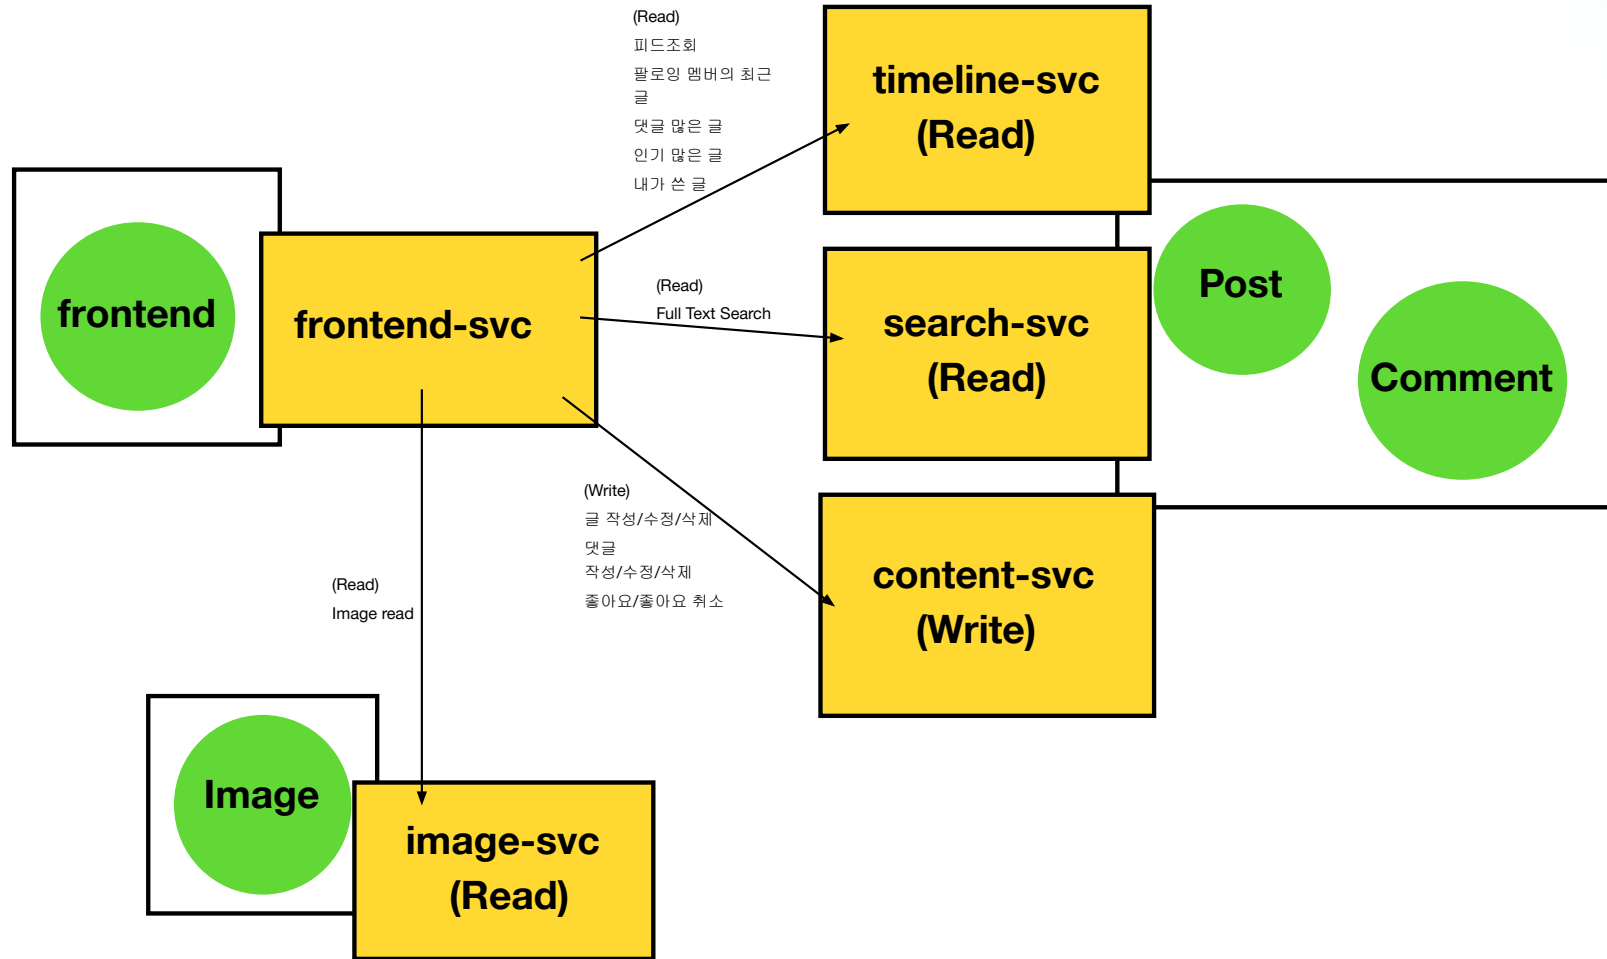 (Read)
피드조회
팔로잉 멤버의 최근
글
댓글 많은 글
인기 많은 글
내가 쓴 글
timeline-svc
(Read)
frontend
frontend-svc
(Read)
Full Text Search
search-svc
(Read)
Post
Comment
(Write)
글 작성/수정/삭제
댓글
작성/수정/삭제
좋아요/좋아요 취소
content-svc
(Write)
(Read)
Image read
Image
image-svc
(Read)